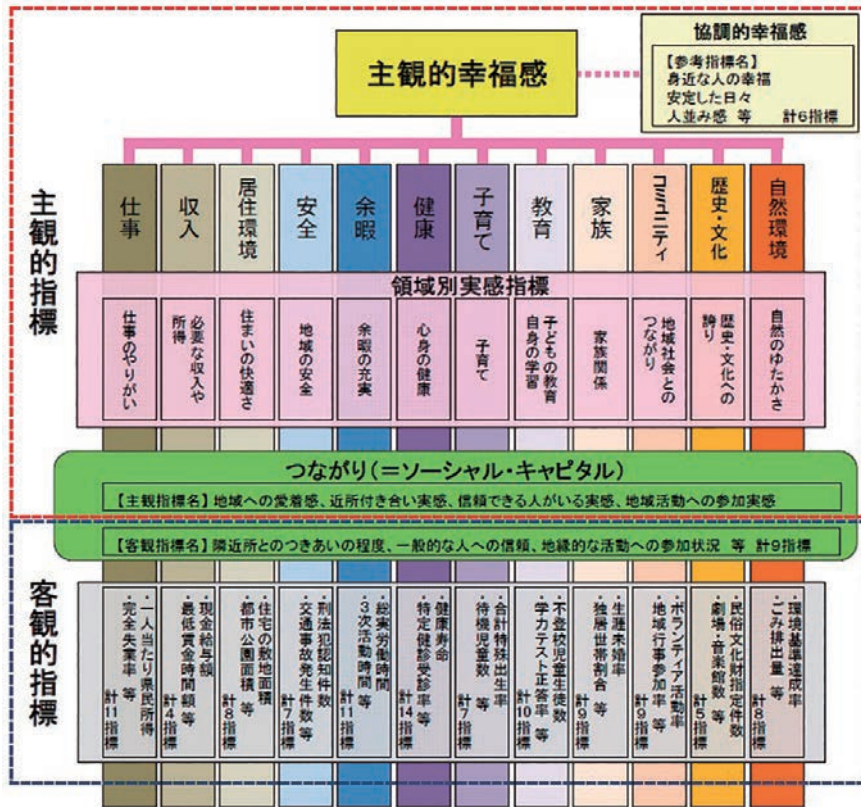 主観的幸福感
協調的幸福感
【参考指標名】
身近な人の幸福
安定した日々
人並み感 等 計6指標
主観的指標
仕事
収入
居住環境
安全
余暇
健康
子育て
教育
家族
コミュニティ
歴史・文化
自然環境
領域別実感指標
仕事のやりがい
必要な収入や
所得
住まいの快適さ
地域の安全
余暇の充実
心身の健康
子育て
子どもの教育
自身の学習
家族関係
地域社会との
つながり
歴史・文化への
誇り
自然のゆたかさ
つながり(=ソーシャル・キャピタル)
【主観指標名】地域への愛着感、近所付き合い実感、信頼できる人がいる実感、地域活動への参加実感
【客観指標名】隣近所とのつきあいの程度、一般的な人への信頼、地縁的な活動への参加状況 等 計9指標
客観的指標
・一人当たり県民所得
・完全失業率 等
計11指標
・現金給与額
・最低賃金時間額 等
計4指標
・住宅の敷地面積
・都市公園面積 等
計8指標
・刑法犯認知件数
・交通事故発生件数 等
計7指標
・総実労働時間
・3次活動時間 等
計11指標
・健康寿命
・特定健診受診率 等
計14指標
・合計特殊出生率
・待機児童数 等
計7指標
・不登校児童生徒数
・学力テスト正答率 等
計10指標
・生涯未婚率
・独居世帯割合 等
計9指標
・ボランティア活動率
・地域行事参加率 等
計9指標
・民俗文化財指定件数
・劇場・音楽館数 等
計5指標
・環境基準達成率
・ごみ排出量 等
計8指標